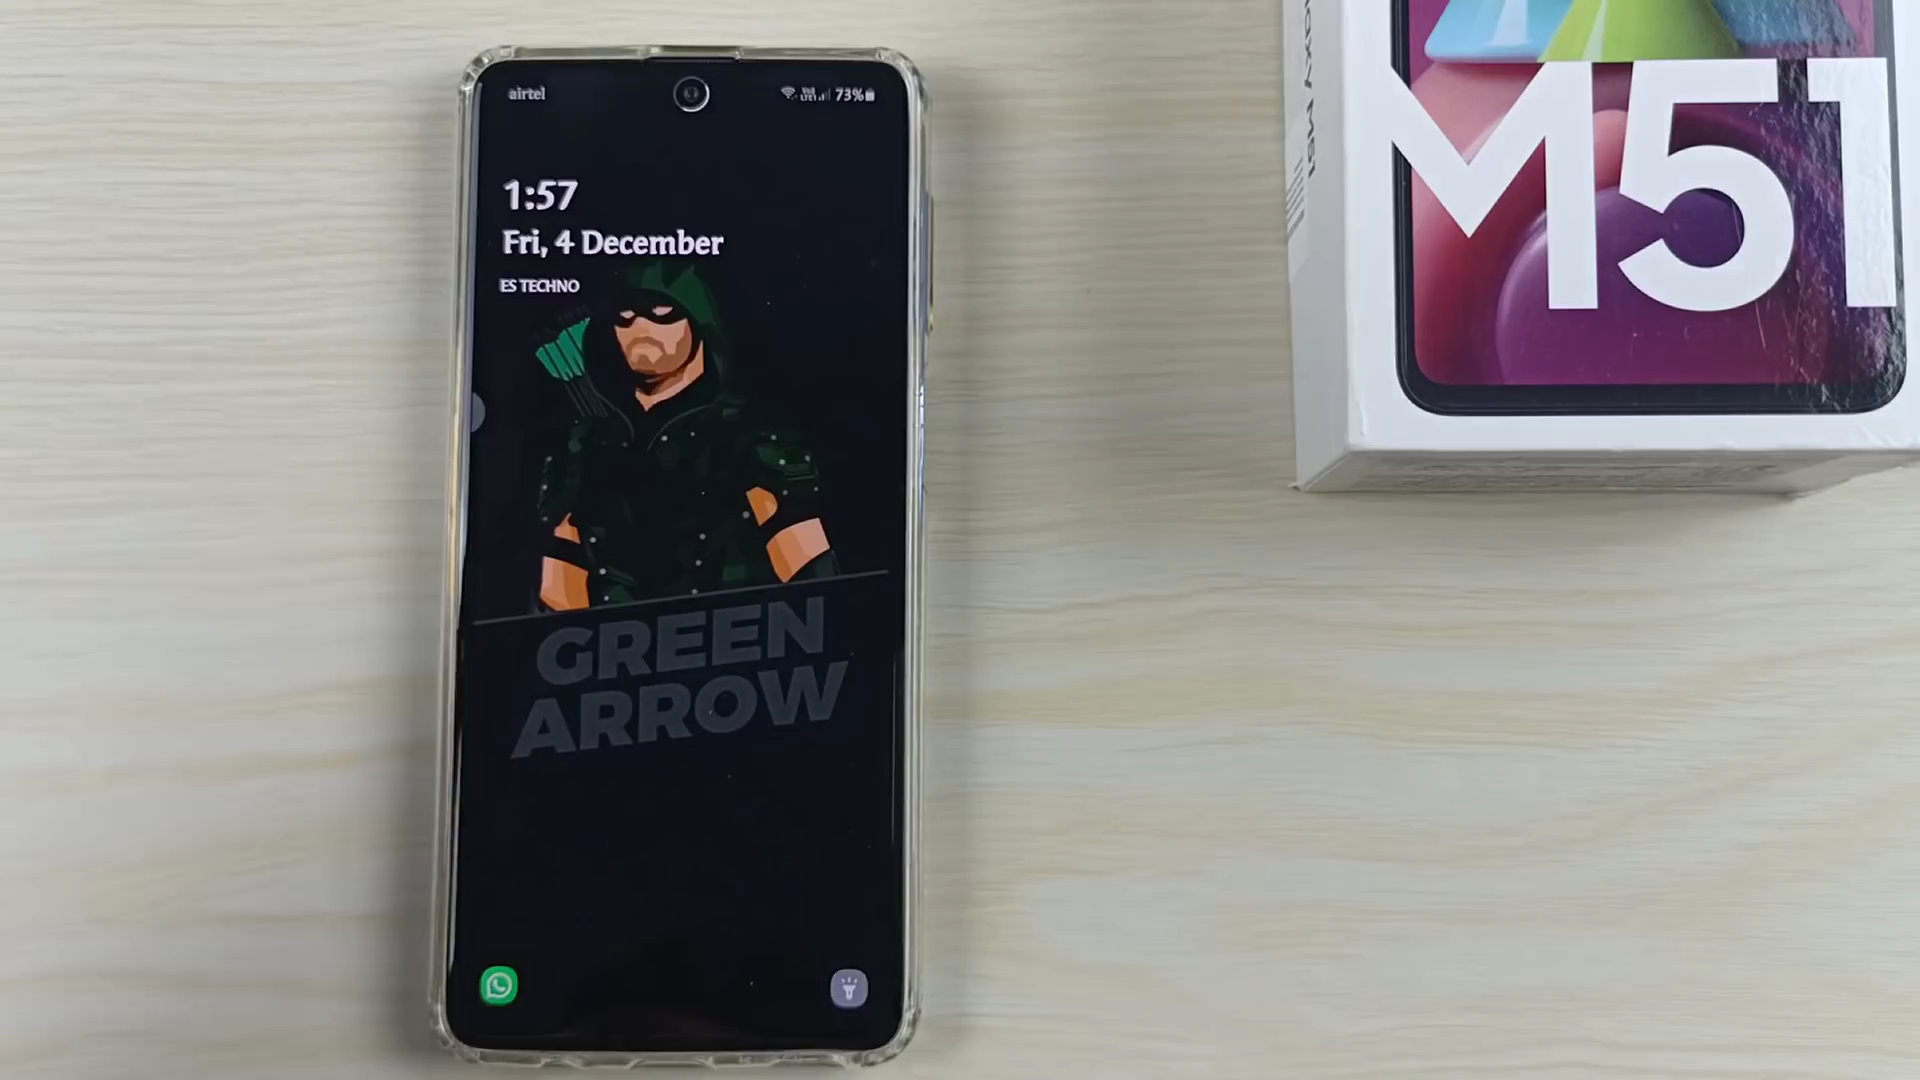 airtel
73%
1:57
Fri, 4 December
ES TECHNO
GREEN
ARROW
M51